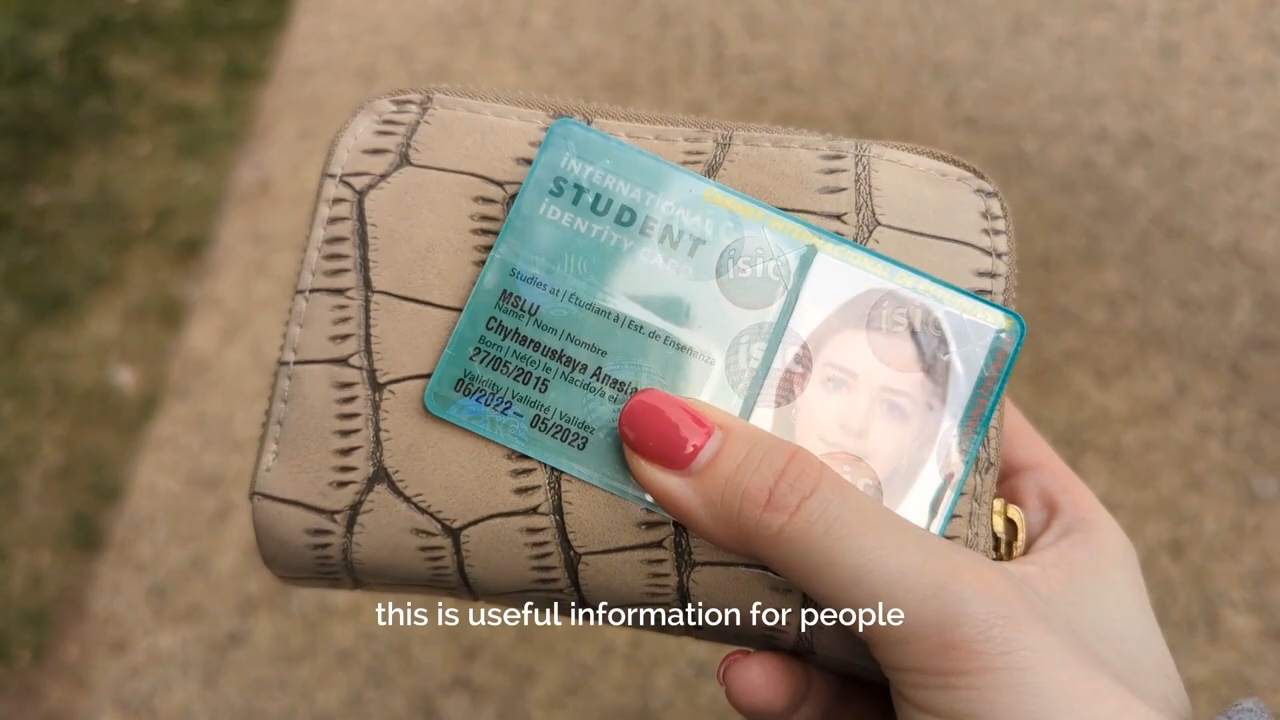 iNTERNATIONAL
STUDENT
iDENTITY CARD
isic
isic
Studies at / Étudiant à / Est. de Enseñanza
MSLU
Name / Nom / Nombre
Chyhareuskaya Anasta
Born / Né(e) le / Nacido/a el
27/05/2015
Validity / Validité / Validez
06/2022– 05/2023
this is useful information for people